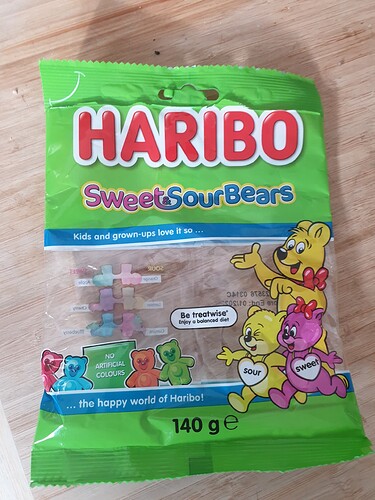 HARIBO
Sweet&SourBears
Kids and grown-ups love it so ...
SOUR
Be treatwise®
Enjoy a balanced diet
NO
ARTIFICIAL
COLOURS
sour
sweet
... the happy world of Haribo!
140 g ℮